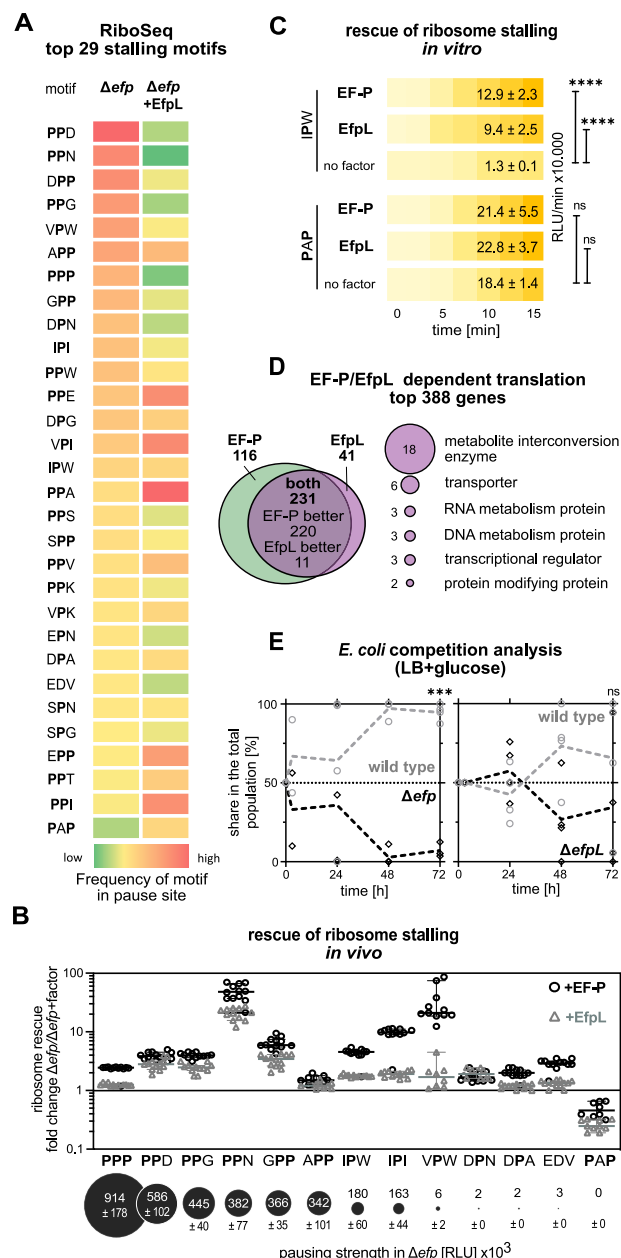 A
RiboSeq
top 29 stalling motifs
motif
Δefp
Δefp
+EfpL
PPD
PPN
DPP
PPG
VPW
APP
PPP
GPP
DPN
IPI
PPW
PPE
DPG
VPI
IPW
PPA
PPS
SPP
PPV
PPK
VPK
EPN
DPA
EDV
SPN
SPG
EPP
PPT
PPI
PAP
low
high
Frequency of motif
in pause site
C
rescue of ribosome stalling
in vitro
IPW
EF-P
12.9 ± 2.3
EfpL
9.4 ± 2.5
no factor
1.3 ± 0.1
PAP
EF-P
21.4 ± 5.5
EfpL
22.8 ± 3.7
no factor
18.4 ± 1.4
0 5 10 15
time [min]
RLU/min x10.000
****
****
ns
ns
D
EF-P/EfpL dependent translation
top 388 genes
EF-P
116
EfpL
41
both
231
EF-P better
220
EfpL better
11
18
metabolite interconversion
enzyme
6
transporter
3
RNA metabolism protein
3
DNA metabolism protein
3
transcriptional regulator
2
protein modifying protein
E
E. coli competition analysis
(LB+glucose)
share in the total
population [%]
100
50
0
***
wild type
Δefp
0 24 48 72
time [h]
ns
wild type
ΔefpL
0 24 48 72
time [h]
B
rescue of ribosome stalling
in vivo
ribosome rescue
fold change Δefp/Δefp+factor
100
10
1
0.1
+EF-P
+EfpL
PPP PPD PPG PPN GPP APP IPW IPI VPW DPN DPA EDV PAP
914 586 445 382 366 342 180 163 6 2 2 3 0
± 178 ± 102 ± 40 ± 77 ± 35 ± 101 ± 60 ± 44 ± 2 ± 0 ± 0 ± 0 ± 0
pausing strength in Δefp [RLU] x10³